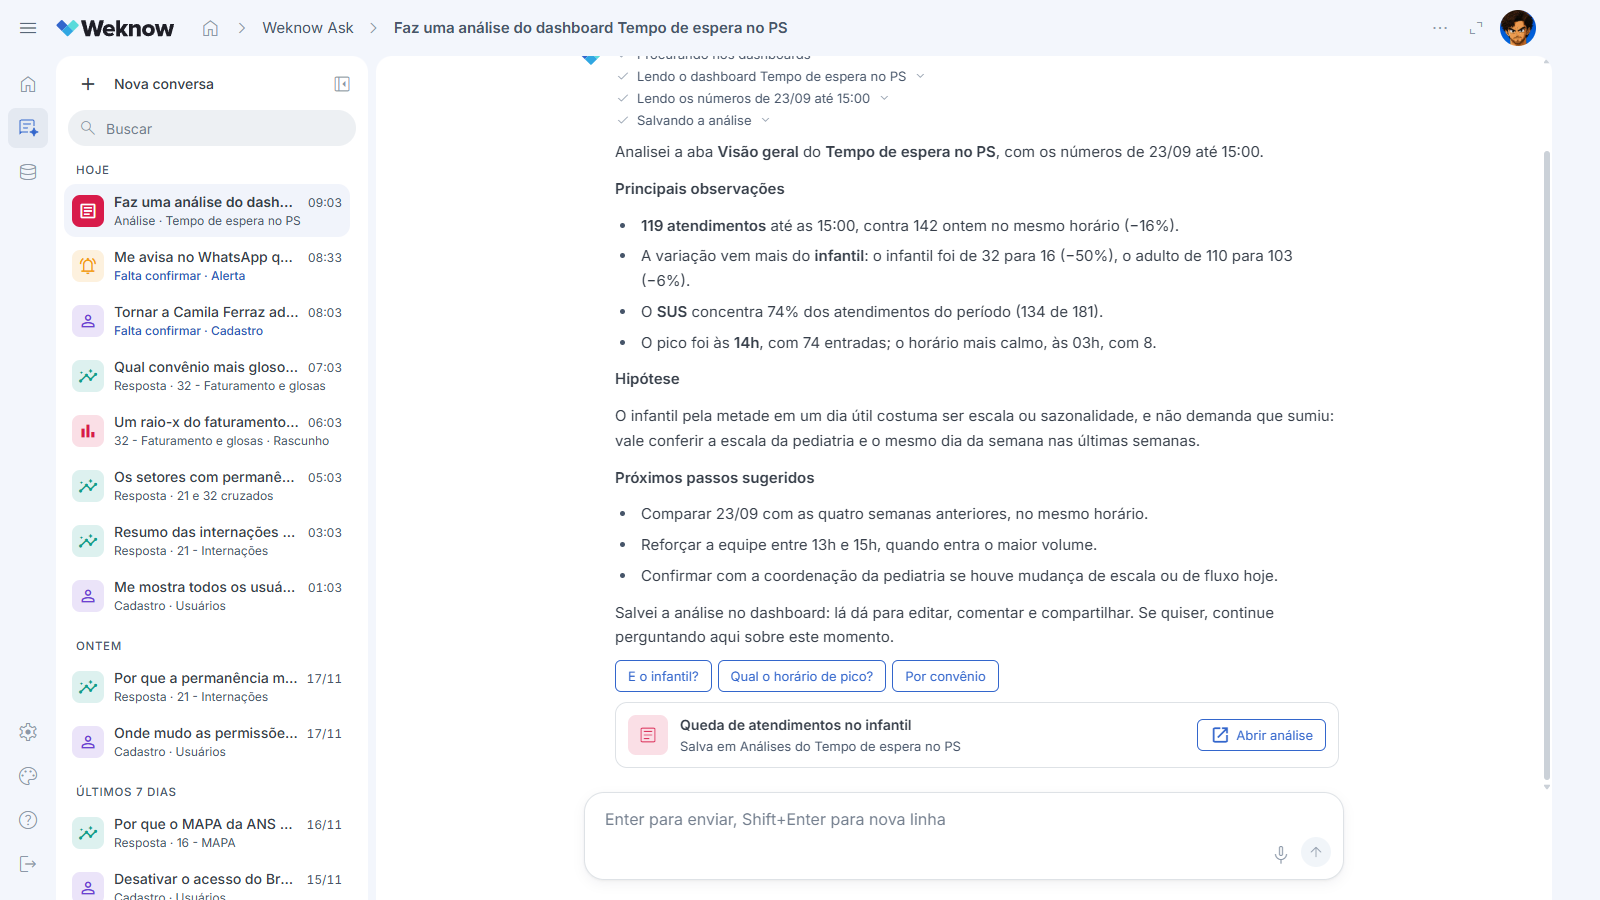 Weknow
Weknow Ask
Faz uma análise do dashboard Tempo de espera no PS
Nova conversa
Buscar
HOJE
Faz uma análise do dash... 09:03
Análise · Tempo de espera no PS
Me avisa no WhatsApp q... 08:33
Falta confirmar · Alerta
Tornar a Camila Ferraz ad... 08:03
Falta confirmar · Cadastro
Qual convênio mais gloso... 07:03
Resposta · 32 - Faturamento e glosas
Um raio-x do faturamento... 06:03
32 - Faturamento e glosas · Rascunho
Os setores com permanê... 05:03
Resposta · 21 e 32 cruzados
Resumo das internações ... 03:03
Resposta · 21 - Internações
Me mostra todos os usuá... 01:03
Cadastro · Usuários
ONTEM
Por que a permanência m... 17/11
Resposta · 21 - Internações
Onde mudo as permissõe... 17/11
Cadastro · Usuários
ÚLTIMOS 7 DIAS
Por que o MAPA da ANS ... 16/11
Resposta · 16 - MAPA
Desativar o acesso do Br... 15/11
Cadastro · Usuários
Procurando nos dashboards
Lendo o dashboard Tempo de espera no PS
Lendo os números de 23/09 até 15:00
Salvando a análise
Analisei a aba Visão geral do Tempo de espera no PS, com os números de 23/09 até 15:00.
Principais observações
• 119 atendimentos até as 15:00, contra 142 ontem no mesmo horário (−16%).
• A variação vem mais do infantil: o infantil foi de 32 para 16 (−50%), o adulto de 110 para 103
(−6%).
• O SUS concentra 74% dos atendimentos do período (134 de 181).
• O pico foi às 14h, com 74 entradas; o horário mais calmo, às 03h, com 8.
Hipótese
O infantil pela metade em um dia útil costuma ser escala ou sazonalidade, e não demanda que sumiu:
vale conferir a escala da pediatria e o mesmo dia da semana nas últimas semanas.
Próximos passos sugeridos
• Comparar 23/09 com as quatro semanas anteriores, no mesmo horário.
• Reforçar a equipe entre 13h e 15h, quando entra o maior volume.
• Confirmar com a coordenação da pediatria se houve mudança de escala ou de fluxo hoje.
Salvei a análise no dashboard: lá dá para editar, comentar e compartilhar. Se quiser, continue
perguntando aqui sobre este momento.
E o infantil? Qual o horário de pico? Por convênio
Queda de atendimentos no infantil
Salva em Análises do Tempo de espera no PS
Abrir análise
Enter para enviar, Shift+Enter para nova linha